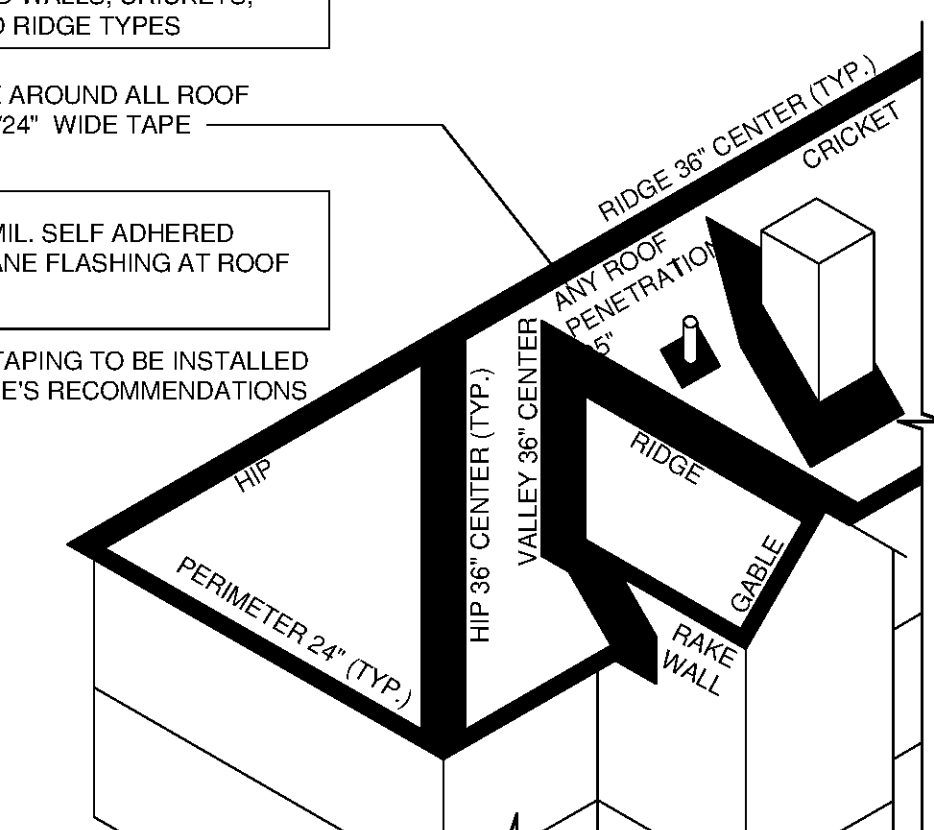 WALLS, CRICKETS,
RIDGE TYPES
AROUND ALL ROOF
24" WIDE TAPE
MIL. SELF ADHERED
FLASHING AT ROOF
TAPING TO BE INSTALLED
RECOMMENDATIONS
RIDGE 36" CENTER (TYP.)
CRICKET
ANY ROOF
PENETRATION
HIP
PERIMETER 24" (TYP.)
HIP 36" CENTER (TYP.)
VALLEY 36" CENTER
RIDGE
GABLE
RAKE
WALL